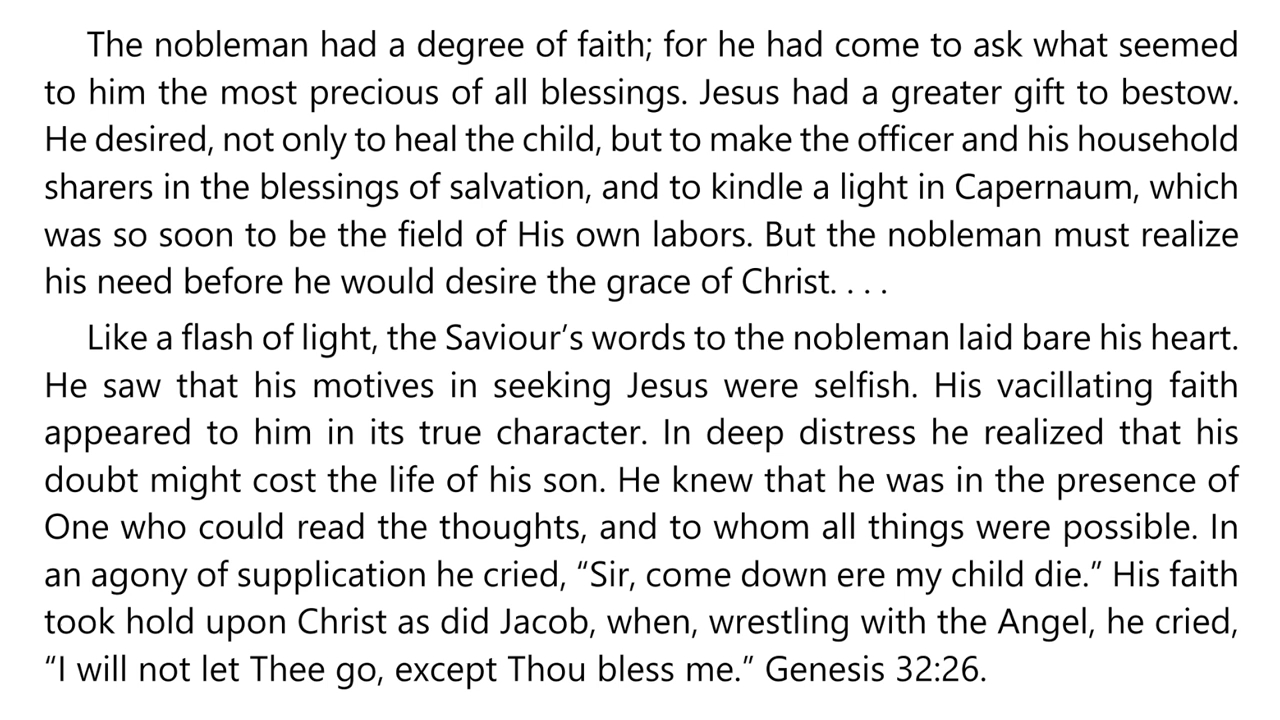 The nobleman had a degree of faith; for he had come to ask what seemed
to him the most precious of all blessings. Jesus had a greater gift to bestow.
He desired, not only to heal the child, but to make the officer and his household
sharers in the blessings of salvation, and to kindle a light in Capernaum, which
was so soon to be the field of His own labors. But the nobleman must realize
his need before he would desire the grace of Christ. . . .
Like a flash of light, the Saviour’s words to the nobleman laid bare his heart.
He saw that his motives in seeking Jesus were selfish. His vacillating faith
appeared to him in its true character. In deep distress he realized that his
doubt might cost the life of his son. He knew that he was in the presence of
One who could read the thoughts, and to whom all things were possible. In
an agony of supplication he cried, “Sir, come down ere my child die.” His faith
took hold upon Christ as did Jacob, when, wrestling with the Angel, he cried,
“I will not let Thee go, except Thou bless me.” Genesis 32:26.